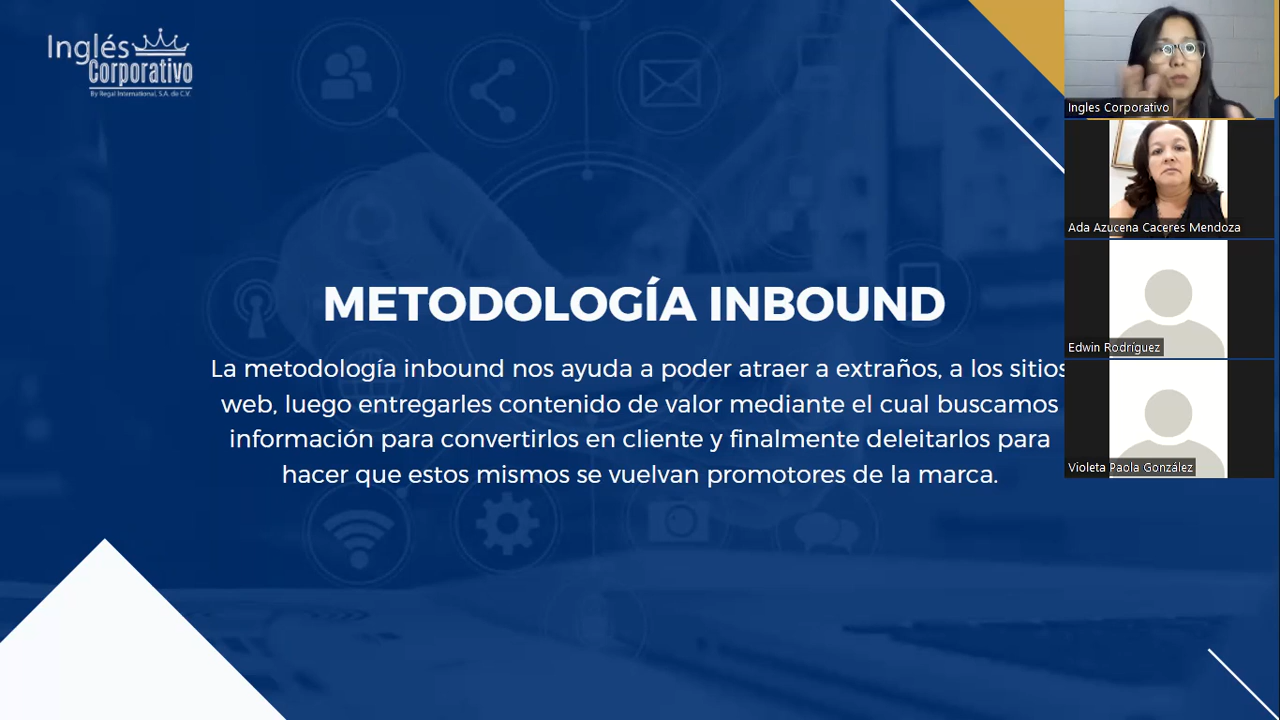 Inglés
Corporativo
By Regal International, S.A. de C.V.
METODOLOGÍA INBOUND
La metodología inbound nos ayuda a poder atraer a extraños, a los sitios
web, luego entregarles contenido de valor mediante el cual buscamos
información para convertirlos en cliente y finalmente deleitarlos para
hacer que estos mismos se vuelvan promotores de la marca.
Ingles Corporativo
Ada Azucena Caceres Mendoza
Edwin Rodríguez
Violeta Paola González